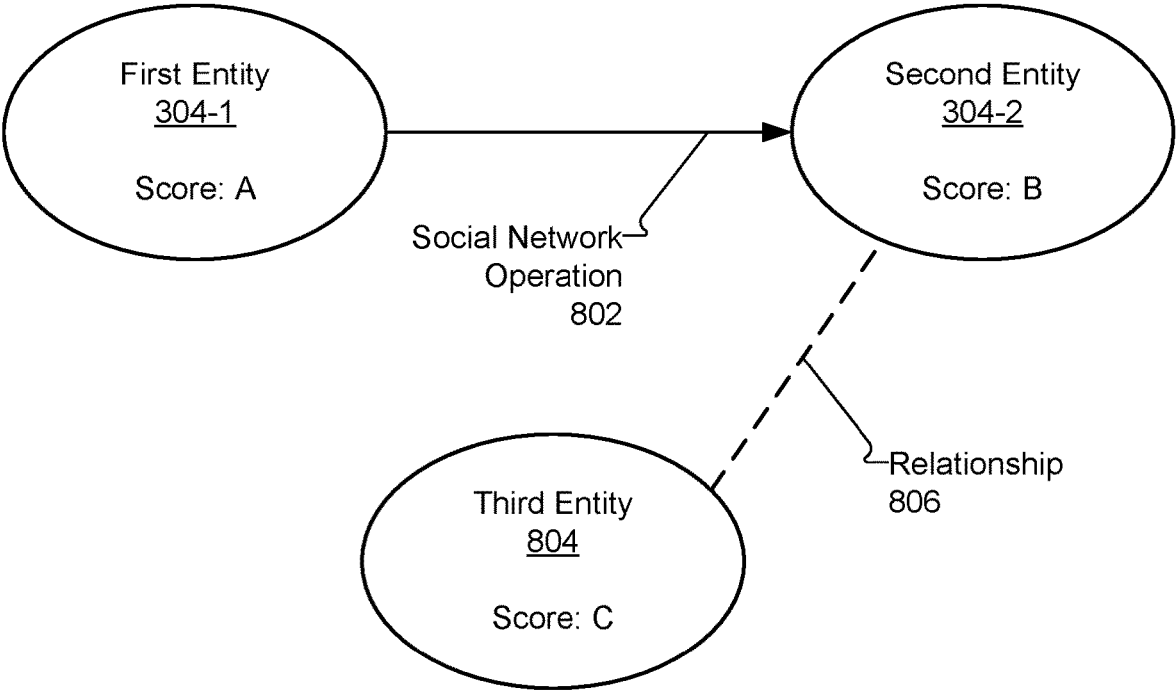 First Entity
304-1
Score: A
Second Entity
304-2
Score: B
Social Network
Operation
802
Relationship
806
Third Entity
804
Score: C